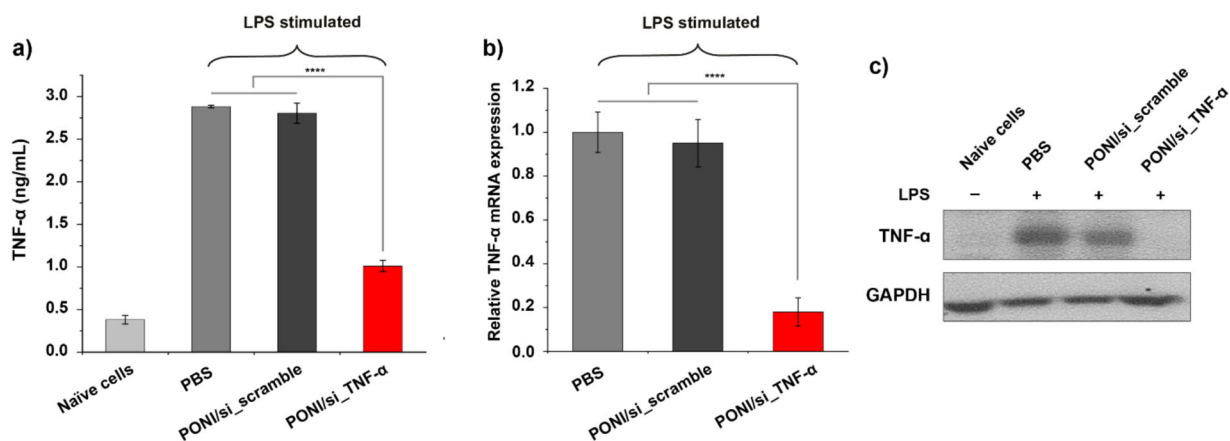 a)
LPS stimulated
****
TNF-α (ng/mL)
3.0
2.5
2.0
1.5
1.0
0.5
0.0
Naïve cells
PBS
PONI/si_scramble
PONI/si_TNF-α
b)
LPS stimulated
****
Relative TNF-α mRNA expression
1.2
1.0
0.8
0.6
0.4
0.2
0.0
PBS
PONI/si_scramble
PONI/si_TNF-α
c)
Naive cells
PBS
PONI/si_scramble
PONI/si_TNF-α
LPS – + + +
TNF-α
GAPDH